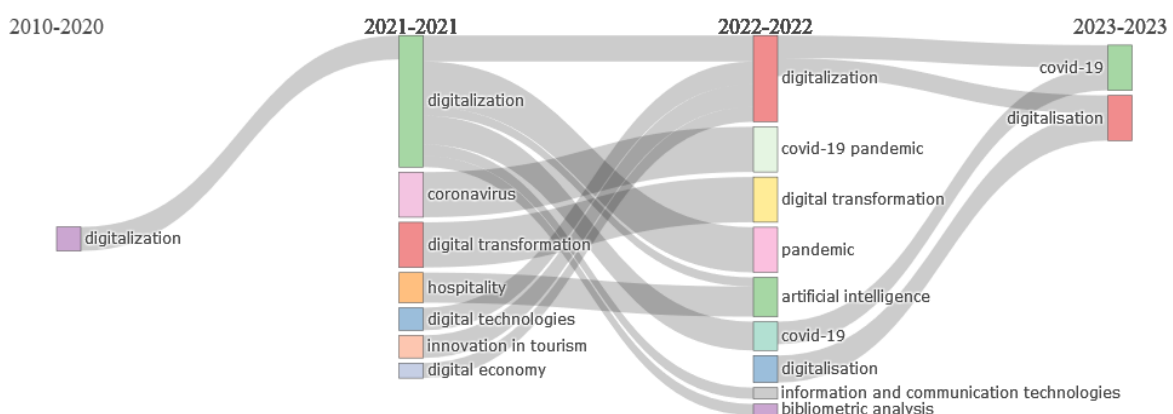 2010-2020
2021-2021
2022-2022
2023-2023
digitalization
digitalization
coronavirus
digital transformation
hospitality
digital technologies
innovation in tourism
digital economy
digitalization
covid-19 pandemic
digital transformation
pandemic
artificial intelligence
covid-19
digitalisation
information and communication technologies
bibliometric analysis
covid-19
digitalisation